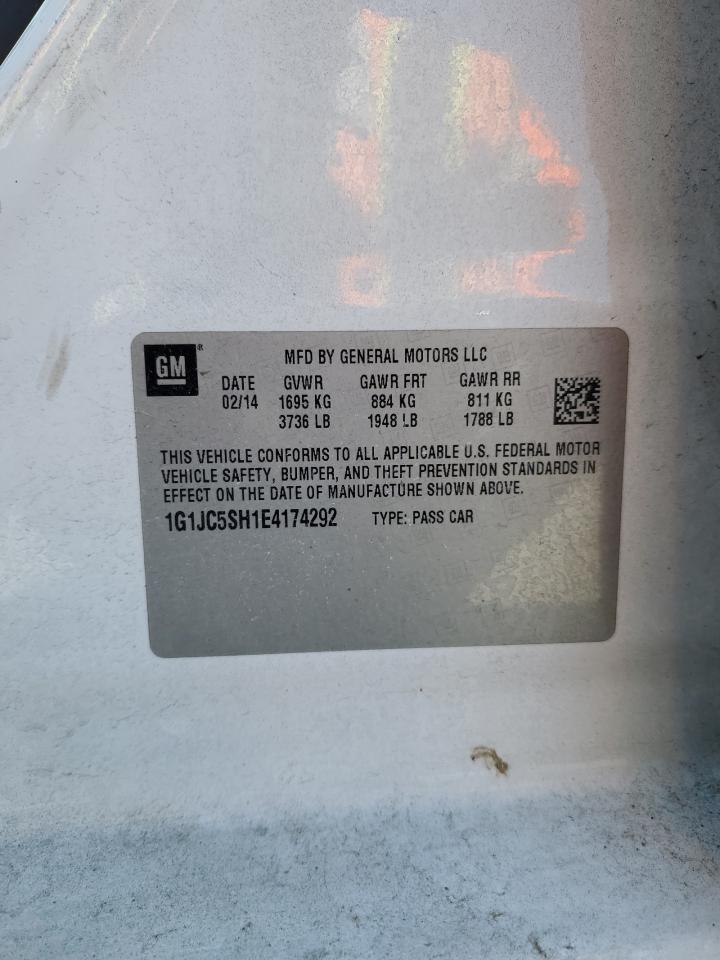 GM®
MFD BY GENERAL MOTORS LLC
DATE GVWR GAWR FRT GAWR RR
02/14 1695 KG 884 KG 811 KG
3736 LB 1948 LB 1788 LB
THIS VEHICLE CONFORMS TO ALL APPLICABLE U.S. FEDERAL MOTOR
VEHICLE SAFETY, BUMPER, AND THEFT PREVENTION STANDARDS IN
EFFECT ON THE DATE OF MANUFACTURE SHOWN ABOVE.
1G1JC5SH1E4174292 TYPE: PASS CAR